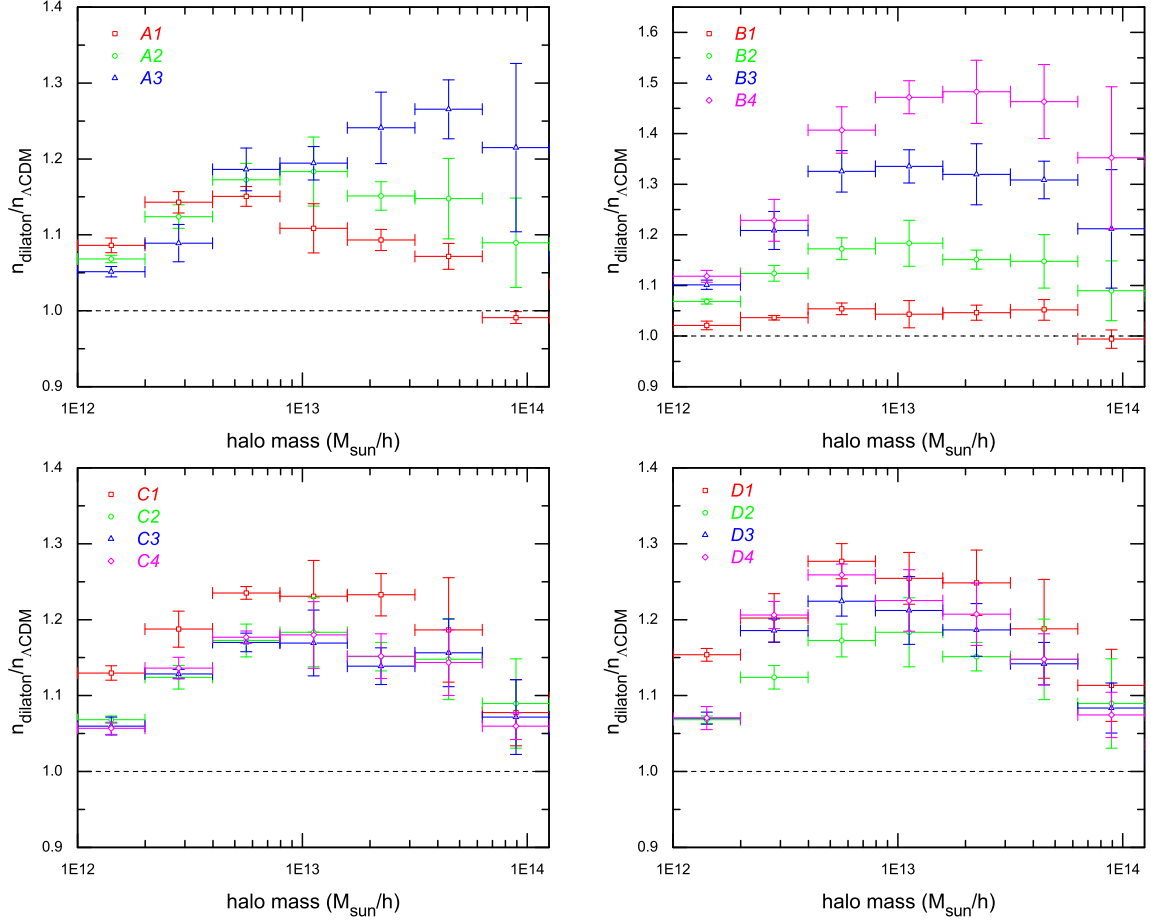 1.4
1.3
1.2
1.1
1.0
0.9
n_dilaton/n_ΛCDM
A1
A2
A3
1E12
1E13
1E14
halo mass (M_sun/h)
1.6
1.5
1.4
1.3
1.2
1.1
1.0
0.9
n_dilaton/n_ΛCDM
B1
B2
B3
B4
1E12
1E13
1E14
halo mass (M_sun/h)
1.4
1.3
1.2
1.1
1.0
0.9
n_dilaton/n_ΛCDM
C1
C2
C3
C4
1E12
1E13
1E14
halo mass (M_sun/h)
1.4
1.3
1.2
1.1
1.0
0.9
n_dilaton/n_ΛCDM
D1
D2
D3
D4
1E12
1E13
1E14
halo mass (M_sun/h)